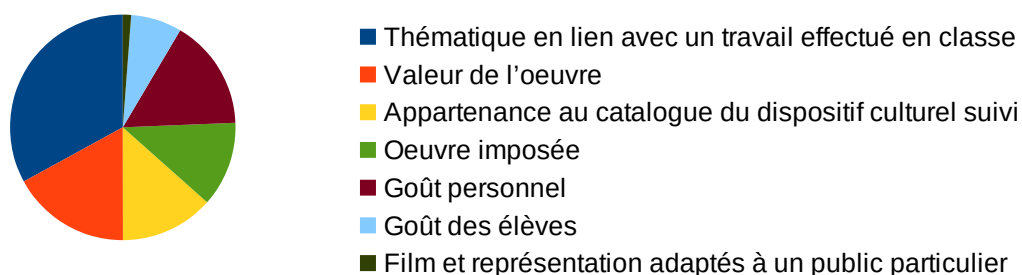 Thématique en lien avec un travail effectué en classe
Valeur de l’oeuvre
Appartenance au catalogue du dispositif culturel suivi
Oeuvre imposée
Goût personnel
Goût des élèves
Film et représentation adaptés à un public particulier